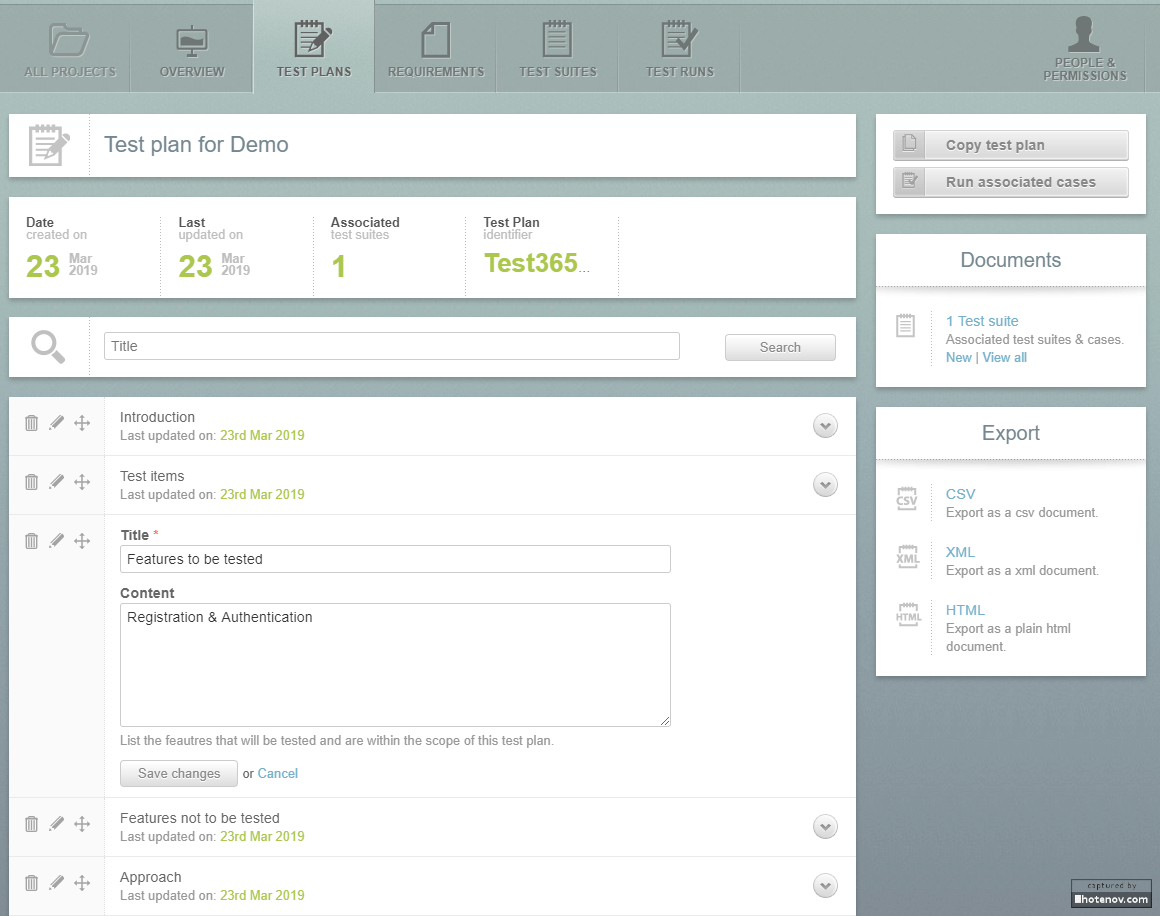 ALL PROJECTS
OVERVIEW
TEST PLANS
REQUIREMENTS
TEST SUITES
TEST RUNS
PEOPLE &
PERMISSIONS
Test plan for Demo
Date
created on
23 Mar
2019
Last
updated on
23 Mar
2019
Associated
test suites
1
Test Plan
identifier
Test365...
Title
Search
Introduction
Last updated on: 23rd Mar 2019
Test items
Last updated on: 23rd Mar 2019
Title *
Features to be tested
Content
Registration & Authentication
List the feautres that will be tested and are within the scope of this test plan.
Save changes or Cancel
Features not to be tested
Last updated on: 23rd Mar 2019
Approach
Last updated on: 23rd Mar 2019
Copy test plan
Run associated cases
Documents
1 Test suite
Associated test suites & cases.
New | View all
Export
CSV
CSV
Export as a csv document.
XML
XML
Export as a xml document.
HTML
HTML
Export as a plain html
document.
captured by
hotenov.com